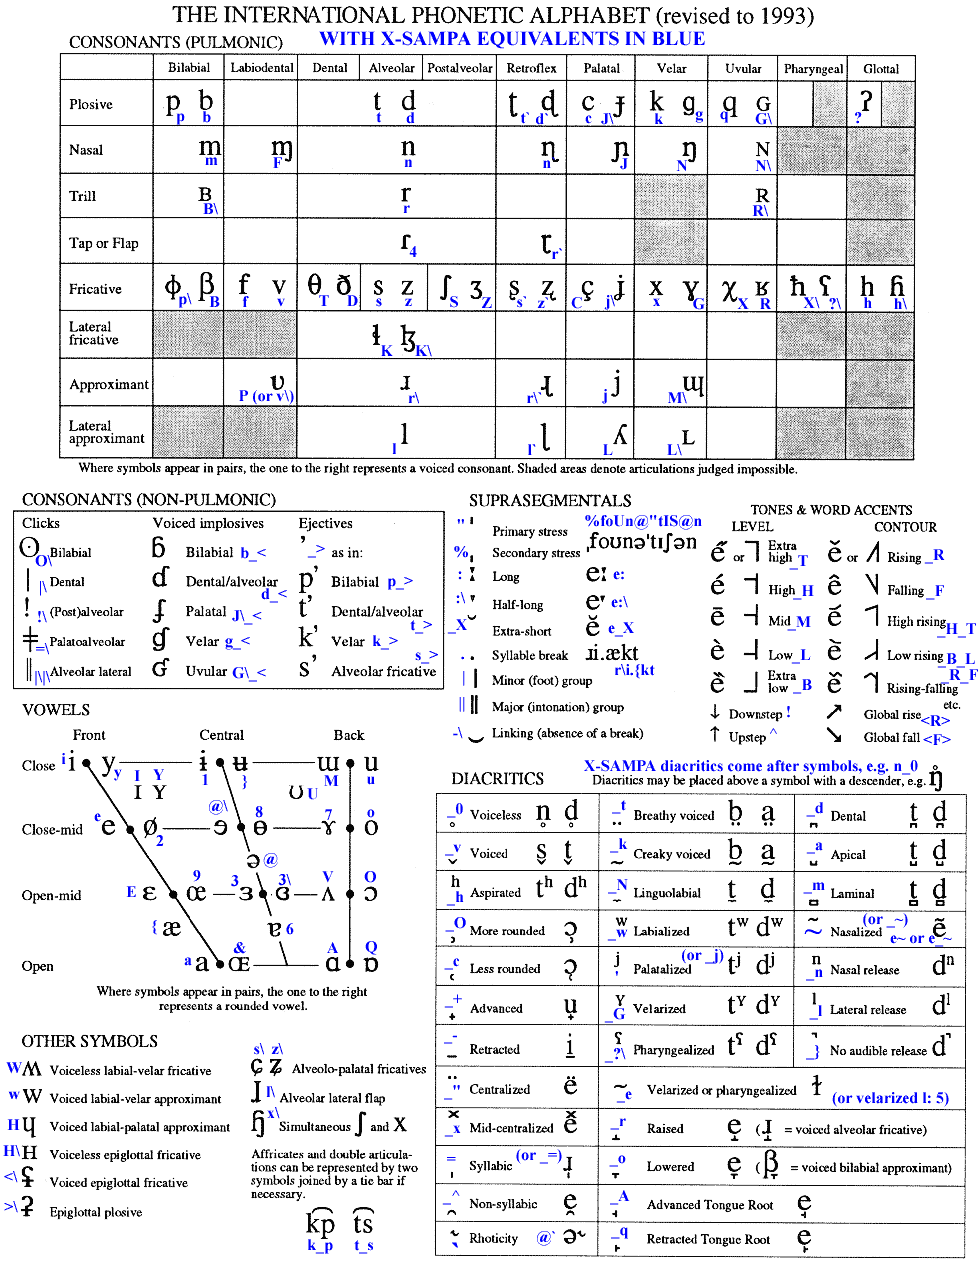 THE INTERNATIONAL PHONETIC ALPHABET (revised to 1993)
CONSONANTS (PULMONIC) WITH X-SAMPA EQUIVALENTS IN BLUE
Bilabial Labiodental Dental Alveolar Postalveolar Retroflex Palatal Velar Uvular Pharyngeal Glottal
Plosive p b t d ʈ ɖ c ɟ k ɡ q ɢ ʔ
p b t d t` d` c J\ k g q G\ ?
Nasal m ɱ n ɳ ɲ ŋ ɴ
m F n n` J N N\
Trill ʙ r ʀ
B\ r R\
Tap or Flap ɾ ɽ
4 r`
Fricative ɸ β f v θ ð s z ʃ ʒ ʂ ʐ ç ʝ x ɣ χ ʁ ħ ʕ h ɦ
p\ B f v T D s z S Z s` z` C j\ x G X R X\ ?\ h h\
Lateral
fricative ɬ ɮ
K K\
Approximant ʋ ɹ ɻ j ɰ
P (or v\) r\ r\` j M\
Lateral
approximant l ɭ ʎ ʟ
l l` L L\
Where symbols appear in pairs, the one to the right represents a voiced consonant. Shaded areas denote articulations judged impossible.
CONSONANTS (NON-PULMONIC)
Clicks Voiced implosives Ejectives
ʘ O\ Bilabial ɓ Bilabial b_< ʼ _> as in:
ǀ |\ Dental ɗ Dental/alveolar d_< pʼ Bilabial p_>
ǃ !\ (Post)alveolar ʄ Palatal J\_< tʼ Dental/alveolar t_>
ǂ =\ Palatoalveolar ɠ Velar g_< kʼ Velar k_>
ǁ |\|\ Alveolar lateral ʛ Uvular G\_< sʼ Alveolar fricative s_>
SUPRASEGMENTALS
" ˈ Primary stress %foUn@"tIS@n
% ˌ Secondary stress ˌfoʊnəˈtɪʃən
: ː Long eː e:
:\ ˑ Half-long eˑ e:\
_X ̆ Extra-short ĕ e_X
. . Syllable break ɹi.ækt r\i.{kt
| | Minor (foot) group
|| ‖ Major (intonation) group
-\ ‿ Linking (absence of a break)
TONES & WORD ACCENTS
LEVEL CONTOUR
e̋ or ˥ Extra high _T ě or ˩˥ Rising _R
é ˦ High _H ê Falling _F
ē ˧ Mid _M High rising _H_T
è ˨ Low _L Low rising _B_L
ȅ ˩ Extra low _B Rising-falling _R_F
etc.
↓ Downstep ! ↗ Global rise <R>
↑ Upstep ^ ↘ Global fall <F>
VOWELS
Front Central Back
Close i i y y ɨ 1 ʉ } ɯ M u u
I Y
ɪ ʏ ʊ U
Close-mid e e ø 2 @\ ɘ 8 ɵ 7 ɤ o o
ə @
Open-mid E ɛ 9 œ 3 ɜ 3\ ɞ V ʌ O ɔ
{ æ ɐ 6
Open a a & ɶ A ɑ Q ɒ
Where symbols appear in pairs, the one to the right
represents a rounded vowel.
OTHER SYMBOLS
W ʍ Voiceless labial-velar fricative
w w Voiced labial-velar approximant
H ɥ Voiced labial-palatal approximant
H\ ʜ Voiceless epiglottal fricative
<\ ʢ Voiced epiglottal fricative
>\ ʡ Epiglottal plosive
s\ z\
ɕ ʑ Alveolo-palatal fricatives
ɺ l\ Alveolar lateral flap
ɧ x\ Simultaneous ʃ and x
Affricates and double articula-
tions can be represented by two
symbols joined by a tie bar if
necessary.
k͡p t͡s
k_p t_s
DIACRITICS
X-SAMPA diacritics come after symbols, e.g. n_0
Diacritics may be placed above a symbol with a descender, e.g. ŋ̊
_0 Voiceless n̥ d̥ _t Breathy voiced b̤ a̤ _d Dental t̪ d̪
_v Voiced s̬ t̬ _k Creaky voiced b̰ a̰ _a Apical t̺ d̺
ʰ _h Aspirated tʰ dʰ _N Linguolabial t̼ d̼ _m Laminal t̻ d̻
_O More rounded ɔ̹ ʷ _w Labialized tʷ dʷ ~ Nasalized (or _~) ẽ e~ or e_~
_c Less rounded ɔ̜ ʲ ' Palatalized (or _j) tʲ dʲ ⁿ _n Nasal release dⁿ
_+ Advanced u̟ ˠ _G Velarized tˠ dˠ ˡ _l Lateral release dˡ
_- Retracted i̠ ˤ _?\ Pharyngealized tˤ dˤ _} No audible release d̚
_" Centralized ë _e Velarized or pharyngealized ɫ (or velarized l: 5)
_x Mid-centralized e̽ _r Raised e̝ (ɹ̝ = voiced alveolar fricative)
= Syllabic (or _=) ɹ̩ _o Lowered e̞ (β̞ = voiced bilabial approximant)
_^ Non-syllabic e̯ _A Advanced Tongue Root e̘
` Rhoticity @` ɚ _q Retracted Tongue Root e̙